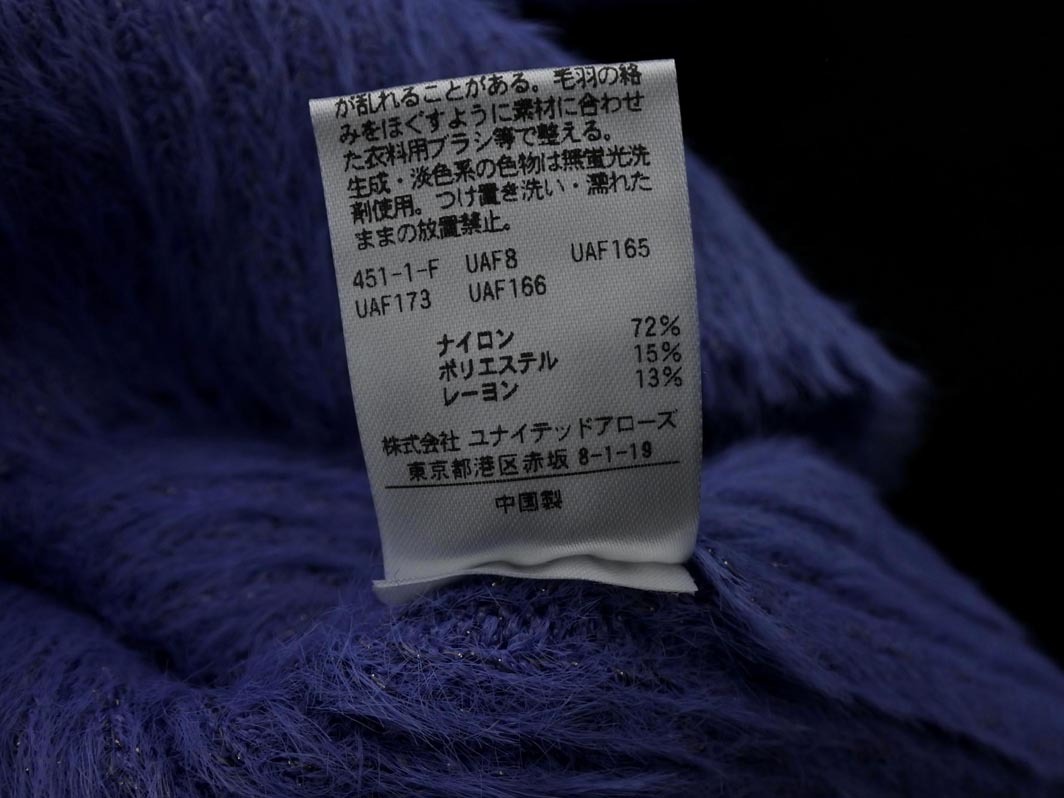 が乱れることがある。毛羽の絡
みをほぐすように素材に合わせ
た衣料用ブラシ等で整える。
生成・淡色系の色物は無蛍光洗
剤使用。つけ置き洗い・濡れた
ままの放置禁止。
451-1-F UAF8 UAF165
UAF173 UAF166
ナイロン 72%
ポリエステル 15%
レーヨン 13%
株式会社 ユナイテッドアローズ
東京都港区赤坂 8-1-19
中国製